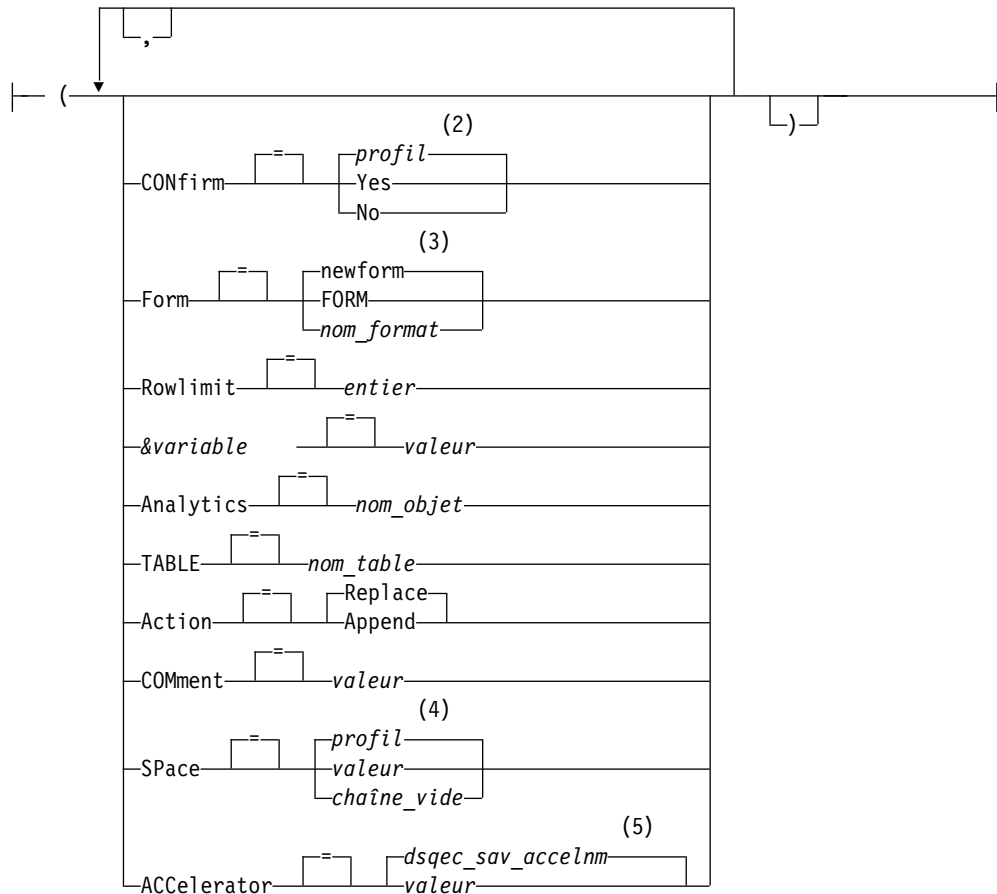 ,
( )
(2)
= profil
CONfirm Yes
No
(3)
= newform
Form FORM
nom_format
=
Rowlimit entier
=
&variable valeur
=
Analytics nom_objet
=
TABLE nom_table
= Replace
Action Append
=
COMment valeur
(4)
= profil
SPace valeur
chaîne_vide
(5)
= dsqec_sav_accelnm
ACCelerator valeur